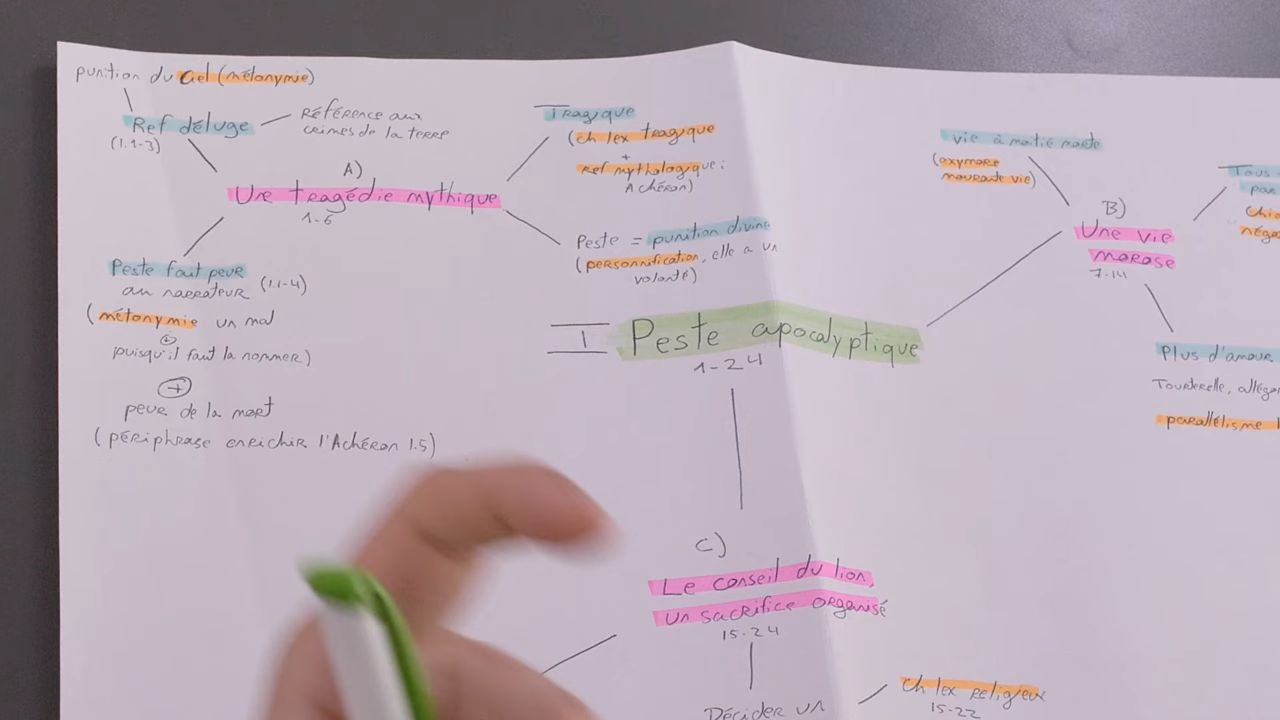 punition du Ciel (métonymie)
Ref déluge
(l.1-3)
Référence aux
crimes de la terre
A)
Une tragédie mythique
1-6
Peste fait peur
au narrateur (l.1-4)
(métonymie un mal
puisqu'il faut la nommer)
+
peur de la mort
(périphrase enrichir l'Achéron l.5)
Tragique
(ch lex tragique
+
ref mythologique :
Achéron)
Peste = punition divine
(personnification, elle a un
volonté)
I Peste apocalyptique
1-24
vie à moitié morte
(oxymore
mourante vie)
B)
Une vie
morose
7-14
Tous
par
négo
Plus d'amour
Tourterelle, allégo
parallélisme l
C)
Le conseil du lion,
un sacrifice organisé
15-24
Décider un
ch lex religieux
15-22